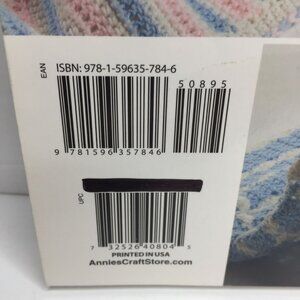 EAN
ISBN: 978-1-59635-784-6
50895
9 781596 357846
UPC
7 32526 40804 5
PRINTED IN USA
AnniesCraftStore.com